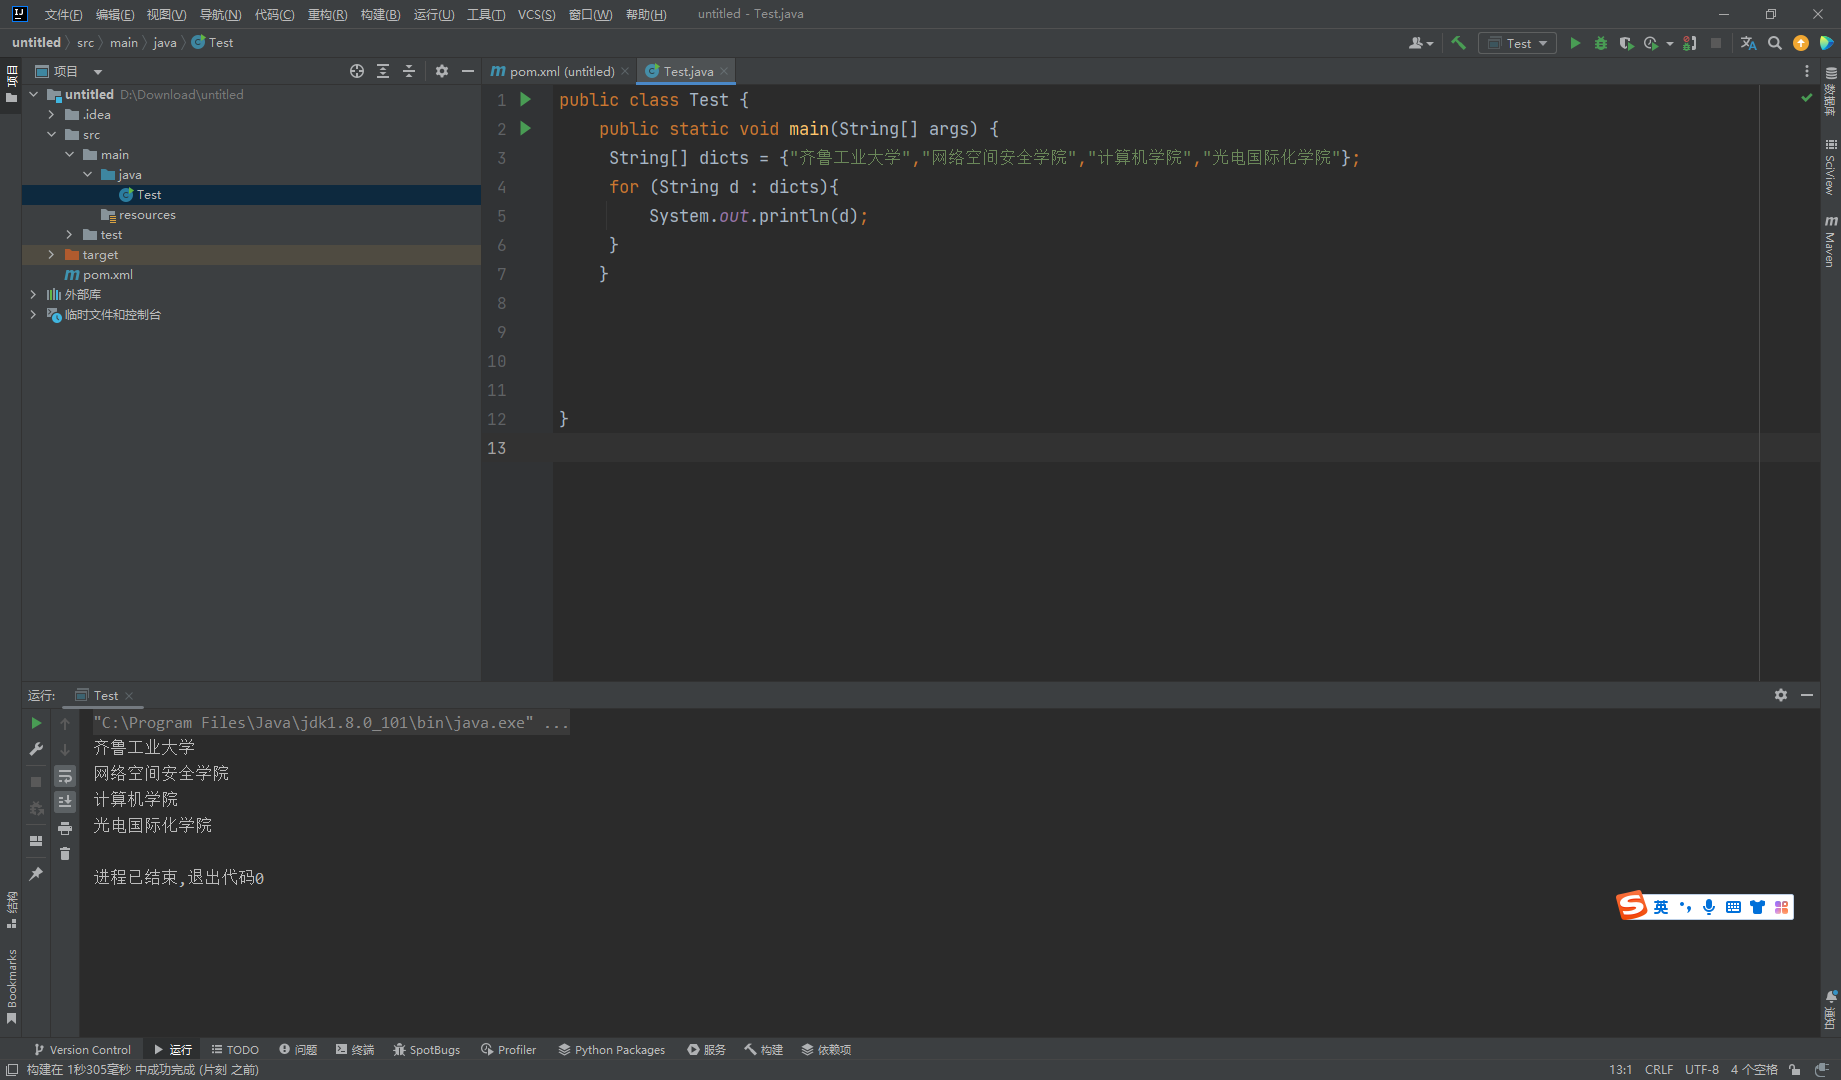 文件(F) 编辑(E) 视图(V) 导航(N) 代码(C) 重构(R) 构建(B) 运行(U) 工具(T) VCS(S) 窗口(W) 帮助(H) untitled - Test.java
untitled src main java Test
Test
项目
项目
pom.xml (untitled) Test.java
untitled D:\Download\untitled
.idea
src
main
java
Test
resources
test
target
pom.xml
外部库
临时文件和控制台
1 public class Test {
2 public static void main(String[] args) {
3 String[] dicts = {"齐鲁工业大学","网络空间安全学院","计算机学院","光电国际化学院"};
4 for (String d : dicts){
5 System.out.println(d);
6 }
7 }
8
9
10
11
12 }
13
数据库
SciView
Maven
运行: Test
"C:\Program Files\Java\jdk1.8.0_101\bin\java.exe" ...
齐鲁工业大学
网络空间安全学院
计算机学院
光电国际化学院
进程已结束,退出代码0
英
结构
Bookmarks
通知
Version Control 运行 TODO 问题 终端 SpotBugs Profiler Python Packages 服务 构建 依赖项
构建在 1秒305毫秒 中成功完成 (片刻 之前) 13:1 CRLF UTF-8 4 个空格